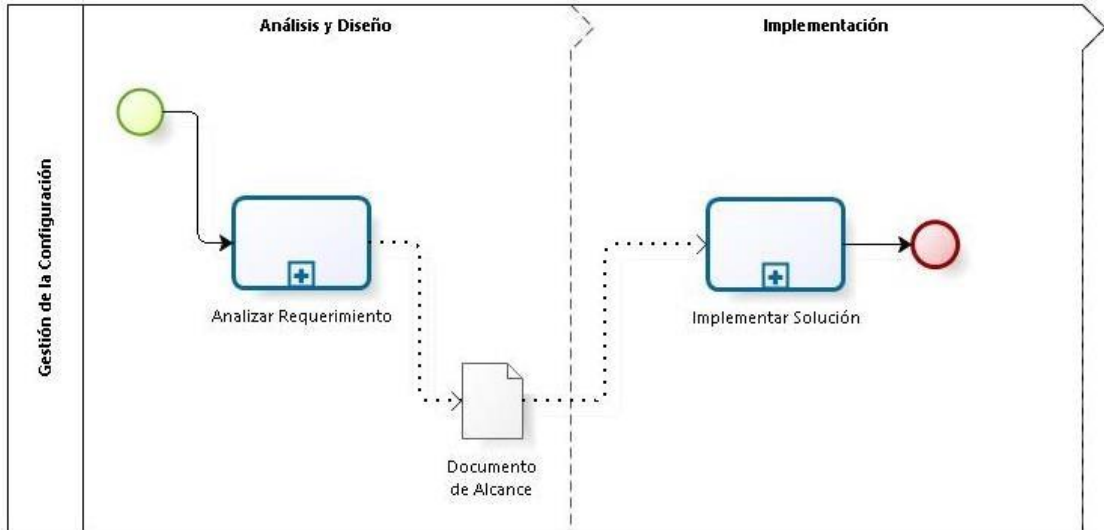 Análisis y Diseño
Implementación
Gestión de la Configuración
Analizar Requerimiento
Implementar Solución
Documento
de Alcance